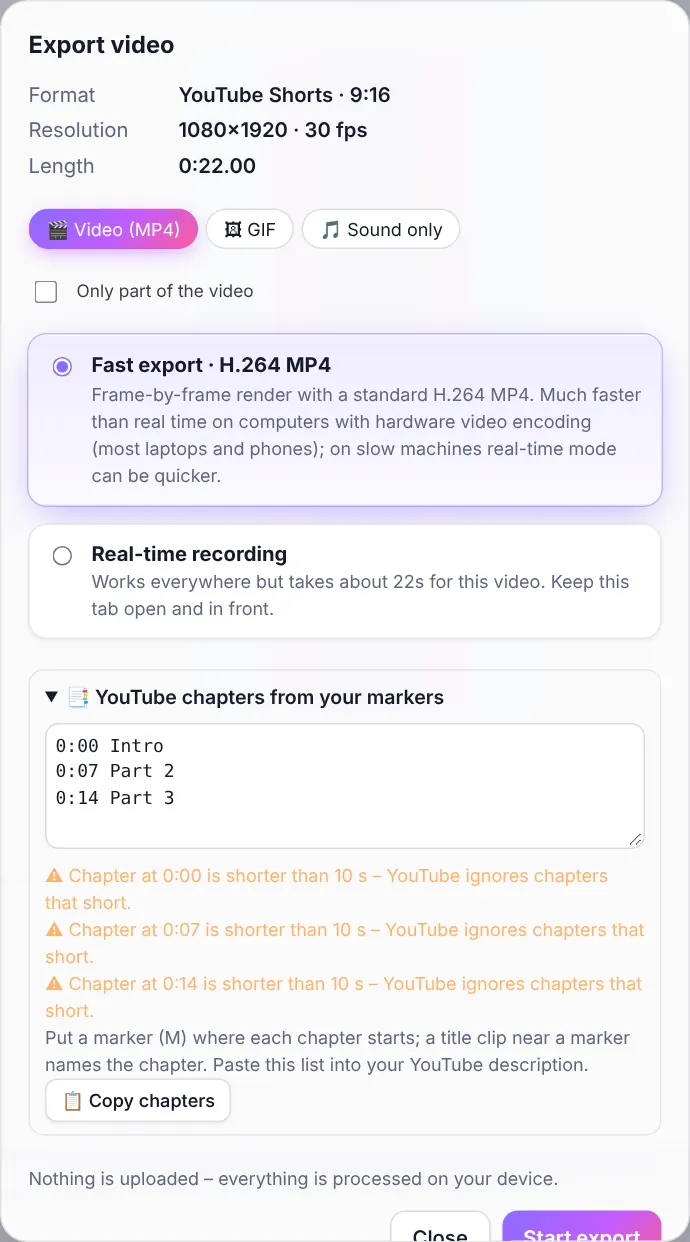 Export video
Format YouTube Shorts · 9:16
Resolution 1080×1920 · 30 fps
Length 0:22.00
🎬 Video (MP4) 🖼 GIF 🎵 Sound only
Only part of the video
Fast export · H.264 MP4
Frame-by-frame render with a standard H.264 MP4. Much faster
than real time on computers with hardware video encoding
(most laptops and phones); on slow machines real-time mode
can be quicker.
Real-time recording
Works everywhere but takes about 22s for this video. Keep this
tab open and in front.
▼ 📑 YouTube chapters from your markers
0:00 Intro
0:07 Part 2
0:14 Part 3
⚠ Chapter at 0:00 is shorter than 10 s – YouTube ignores chapters
that short.
⚠ Chapter at 0:07 is shorter than 10 s – YouTube ignores chapters that
short.
⚠ Chapter at 0:14 is shorter than 10 s – YouTube ignores chapters that
short.
Put a marker (M) where each chapter starts; a title clip near a marker
names the chapter. Paste this list into your YouTube description.
📋 Copy chapters
Nothing is uploaded – everything is processed on your device.
Close Start export